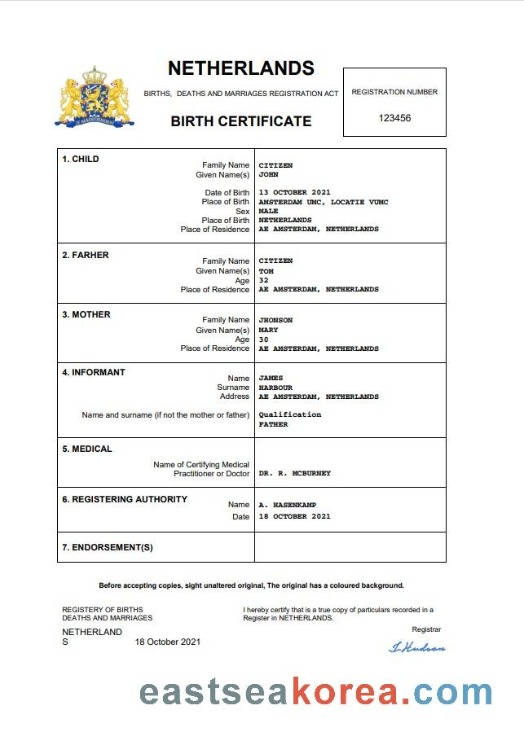 NETHERLANDS
BIRTHS, DEATHS AND MARRIAGES REGISTRATION ACT
BIRTH CERTIFICATE
REGISTRATION NUMBER
123456
1. CHILD
Family Name CITIZEN
Given Name(s) JOHN
Date of Birth 13 OCTOBER 2021
Place of Birth AMSTERDAM UMC, LOCATIE VUMC
Sex MALE
Place of Birth NETHERLANDS
Place of Residence AE AMSTERDAM, NETHERLANDS
2. FARHER
Family Name CITIZEN
Given Name(s) TOM
Age 32
Place of Residence AE AMSTERDAM, NETHERLANDS
3. MOTHER
Family Name JHONSON
Given Name(s) MARY
Age 30
Place of Residence AE AMSTERDAM, NETHERLANDS
4. INFORMANT
Name JAMES
Surname HARBOUR
Address AE AMSTERDAM, NETHERLANDS
Name and surname (if not the mother or father) Qualification
FATHER
5. MEDICAL
Name of Certifying Medical
Practitioner or Doctor DR. R. MCBURNEY
6. REGISTERING AUTHORITY
Name A. HASENKAMP
Date 18 OCTOBER 2021
7. ENDORSEMENT(S)
Before accepting copies, sight unaltered original, The original has a coloured background.
REGISTERY OF BIRTHS
DEATHS AND MARRIAGES
NETHERLAND
S 18 October 2021
I hereby certify that is a true copy of particulars recorded in a
Register in NETHERLANDS.
Registrar
J.Hudson
eastseakorea.com